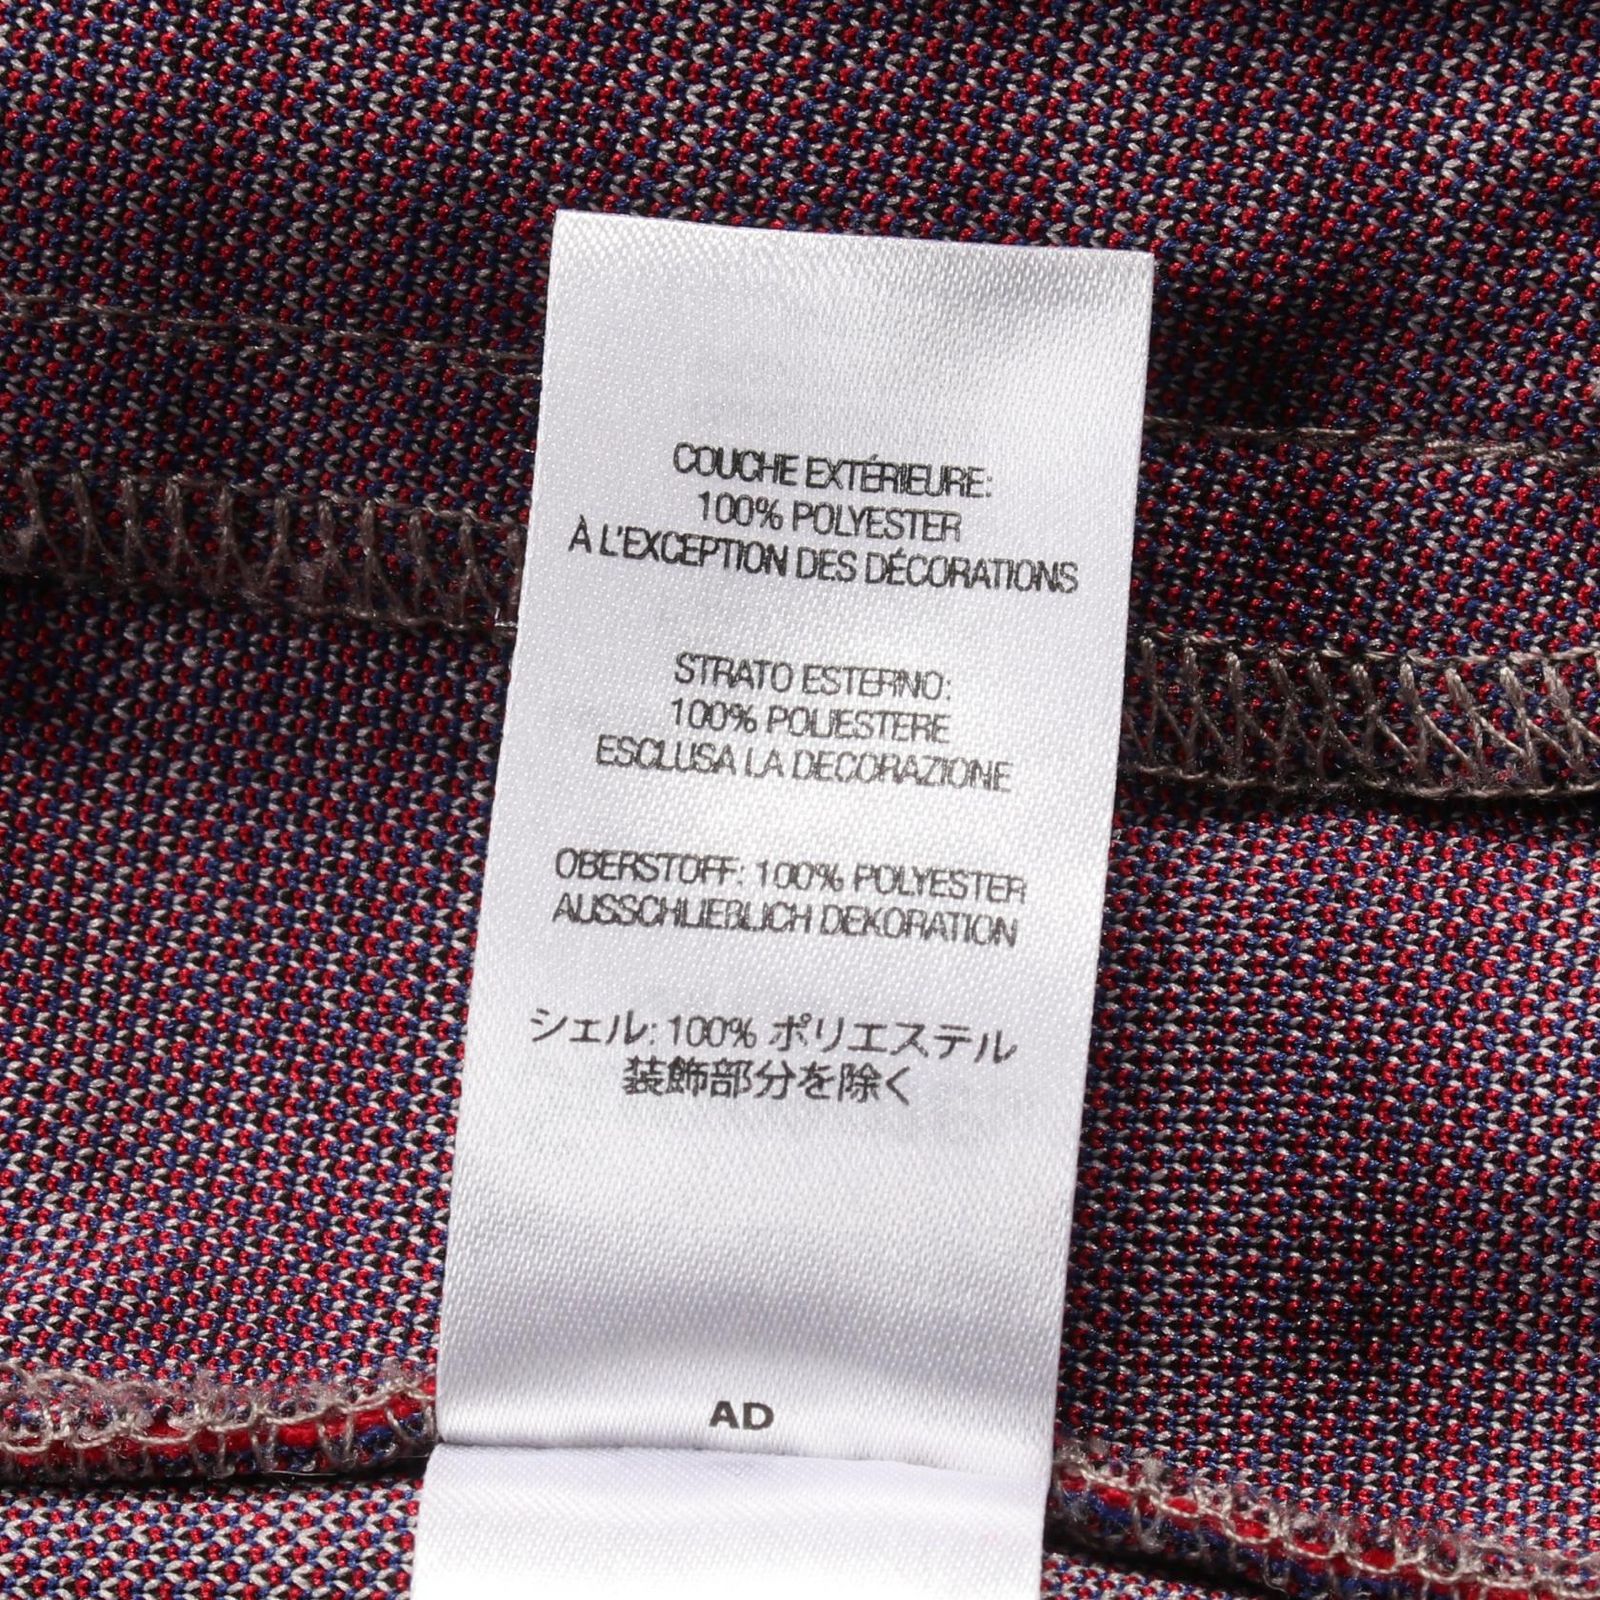 COUCHE EXTÉRIEURE:
100% POLYESTER
À L'EXCEPTION DES DÉCORATIONS
STRATO ESTERNO:
100% POLIESTERE
ESCLUSA LA DECORAZIONE
OBERSTOFF: 100% POLYESTER
AUSSCHLIEBLICH DEKORATION
シェル: 100% ポリエステル
装飾部分を除く
AD